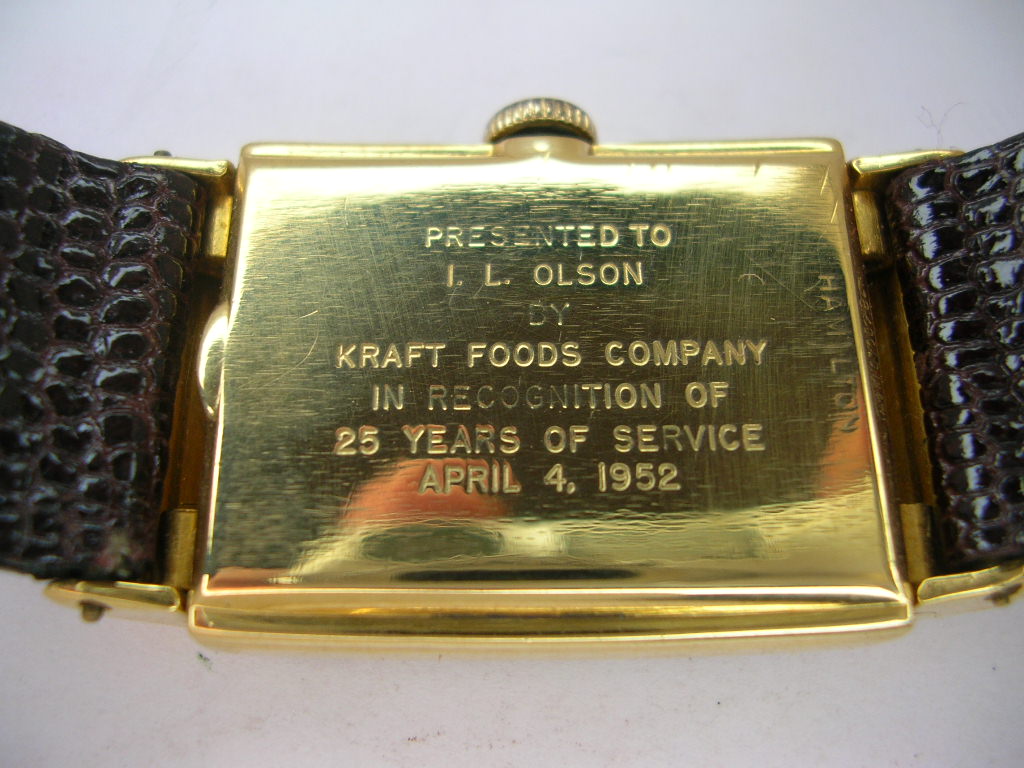 PRESENTED TO
I. L. OLSON
BY
KRAFT FOODS COMPANY
IN RECOGNITION OF
25 YEARS OF SERVICE
APRIL 4, 1952
HAMILTON